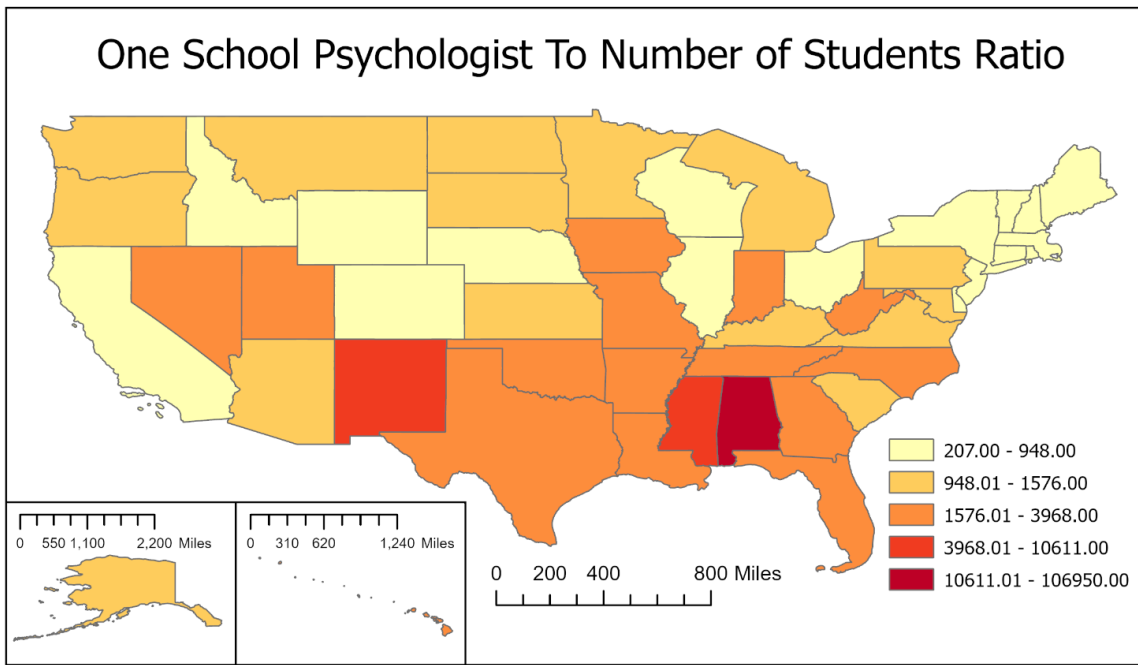 One School Psychologist To Number of Students Ratio
207.00 - 948.00
948.01 - 1576.00
1576.01 - 3968.00
3968.01 - 10611.00
10611.01 - 106950.00
0 550 1,100 2,200 Miles
0 310 620 1,240 Miles
0 200 400 800 Miles